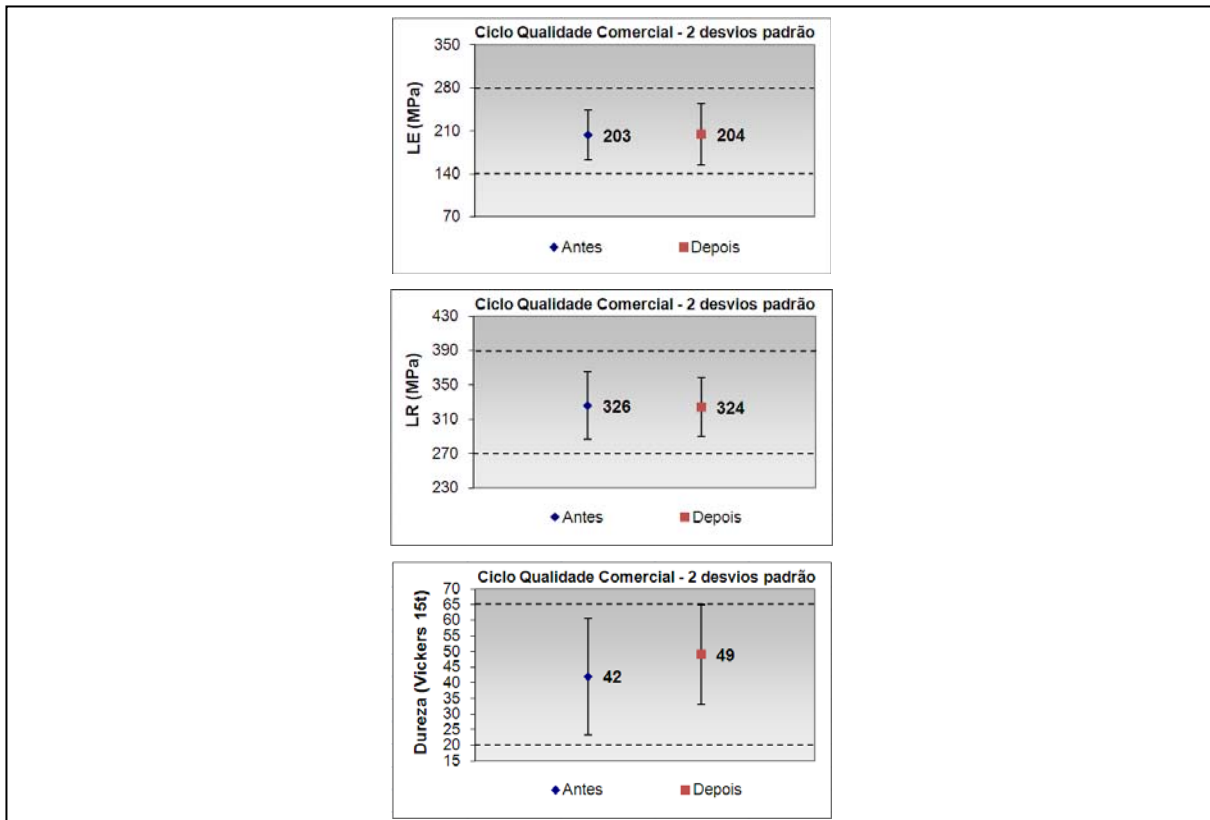 Ciclo Qualidade Comercial - 2 desvios padrão
350
280
210
140
70
LE (MPa)
203
204
Antes
Depois
Ciclo Qualidade Comercial - 2 desvios padrão
430
390
350
310
270
230
LR (MPa)
326
324
Antes
Depois
Ciclo Qualidade Comercial - 2 desvios padrão
70
65
60
55
50
45
40
35
30
25
20
15
Dureza (Vickers 15t)
42
49
Antes
Depois